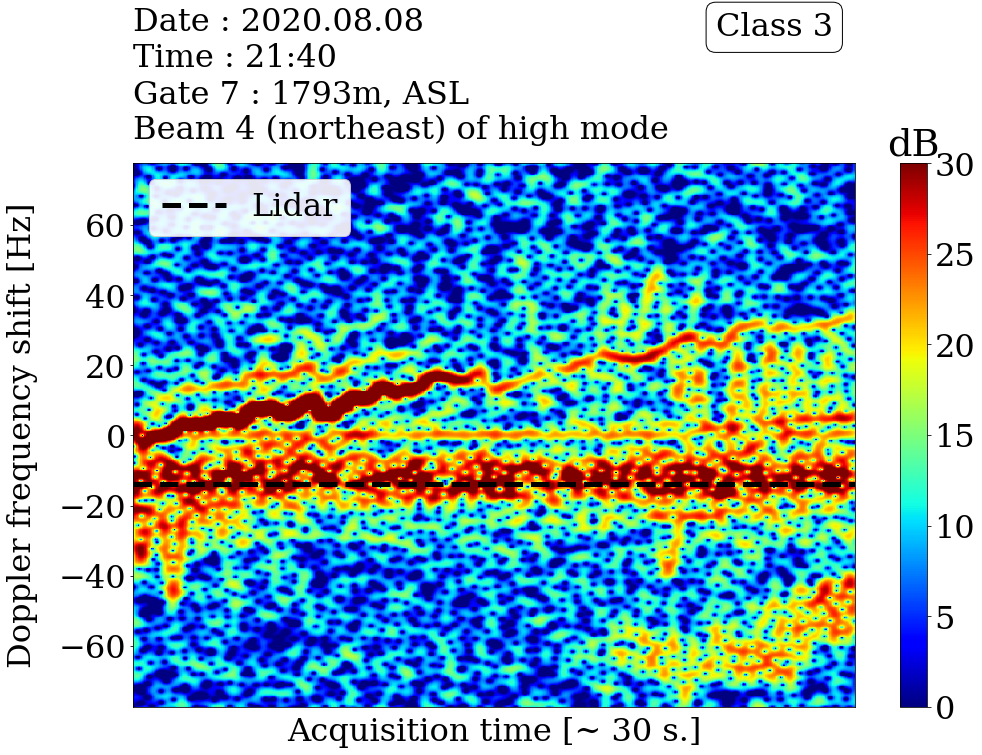 Date : 2020.08.08
Time : 21:40
Gate 7 : 1793m, ASL
Beam 4 (northeast) of high mode
Class 3
dB
Lidar
Doppler frequency shift [Hz]
60
40
20
0
−20
−40
−60
30
25
20
15
10
5
0
Acquisition time [~ 30 s.]